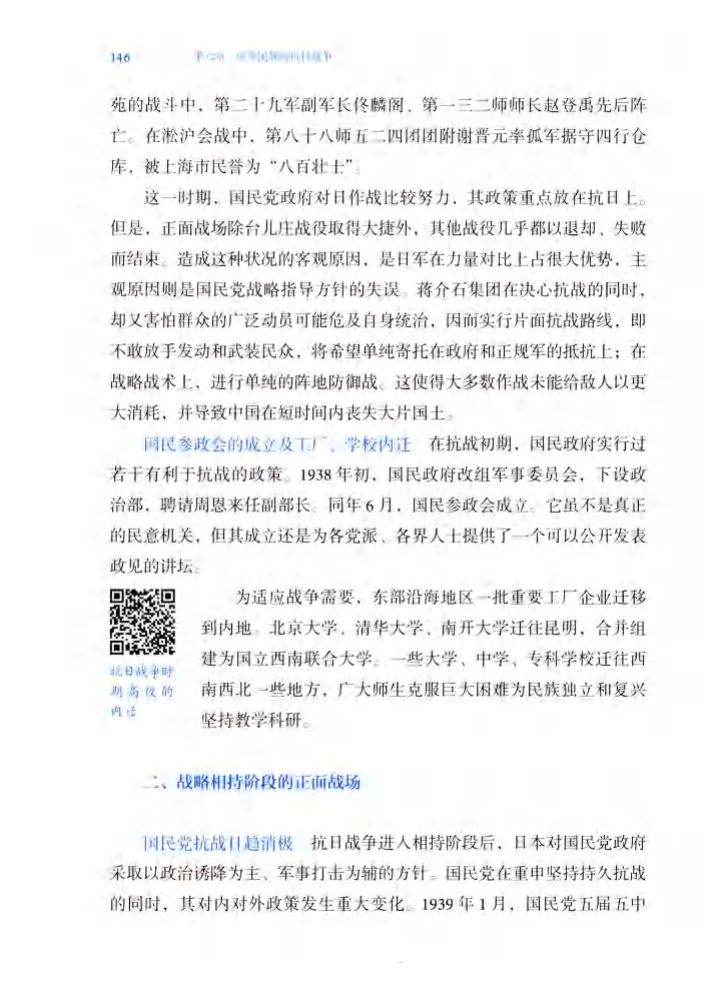 146 第六章 中华民族的抗日战争
苑的战斗中，第二十九军副军长佟麟阁、第一三二师师长赵登禹先后阵
亡。在淞沪会战中，第八十八师五二四团团附谢晋元率孤军据守四行仓
库，被上海市民誉为“八百壮士”。
这一时期，国民党政府对日作战比较努力，其政策重点放在抗日上。
但是，正面战场除台儿庄战役取得大捷外，其他战役几乎都以退却、失败
而结束。造成这种状况的客观原因，是日军在力量对比上占很大优势，主
观原因则是国民党战略指导方针的失误。蒋介石集团在决心抗战的同时，
却又害怕群众的广泛动员可能危及自身统治，因而实行片面抗战路线，即
不敢放手发动和武装民众，将希望单纯寄托在政府和正规军的抵抗上；在
战略战术上，进行单纯的阵地防御战。这使得大多数作战未能给敌人以更
大消耗，并导致中国在短时间内丧失大片国土。
国民参政会的成立及工厂、学校内迁 在抗战初期，国民政府实行过
若干有利于抗战的政策。1938 年初，国民政府改组军事委员会，下设政
治部，聘请周恩来任副部长。同年 6 月，国民参政会成立。它虽不是真正
的民意机关，但其成立还是为各党派、各界人士提供了一个可以公开发表
政见的讲坛。
为适应战争需要，东部沿海地区一批重要工厂企业迁移
到内地。北京大学、清华大学、南开大学迁往昆明，合并组
建为国立西南联合大学。一些大学、中学、专科学校迁往西
南西北一些地方，广大师生克服巨大困难为民族独立和复兴
坚持教学科研。
抗日战争时
期高校的
内迁
二、战略相持阶段的正面战场
国民党抗战日趋消极 抗日战争进入相持阶段后，日本对国民党政府
采取以政治诱降为主、军事打击为辅的方针。国民党在重申坚持持久抗战
的同时，其对内对外政策发生重大变化。1939 年 1 月，国民党五届五中